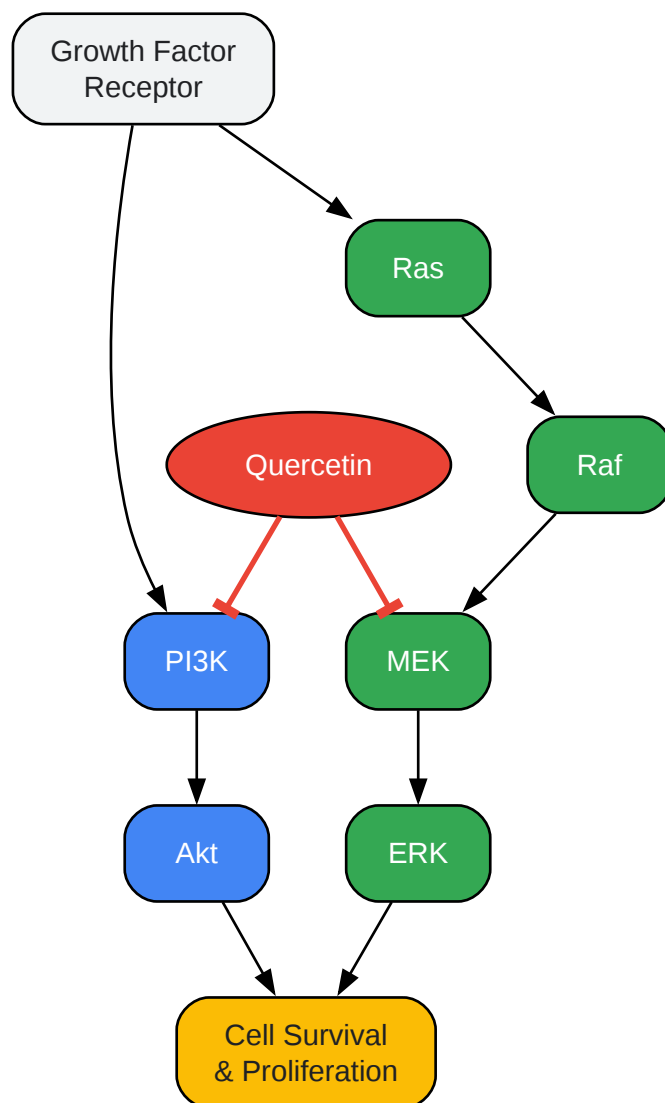 Growth Factor
Receptor
Ras
Quercetin
Raf
PI3K
MEK
Akt
ERK
Cell Survival
& Proliferation